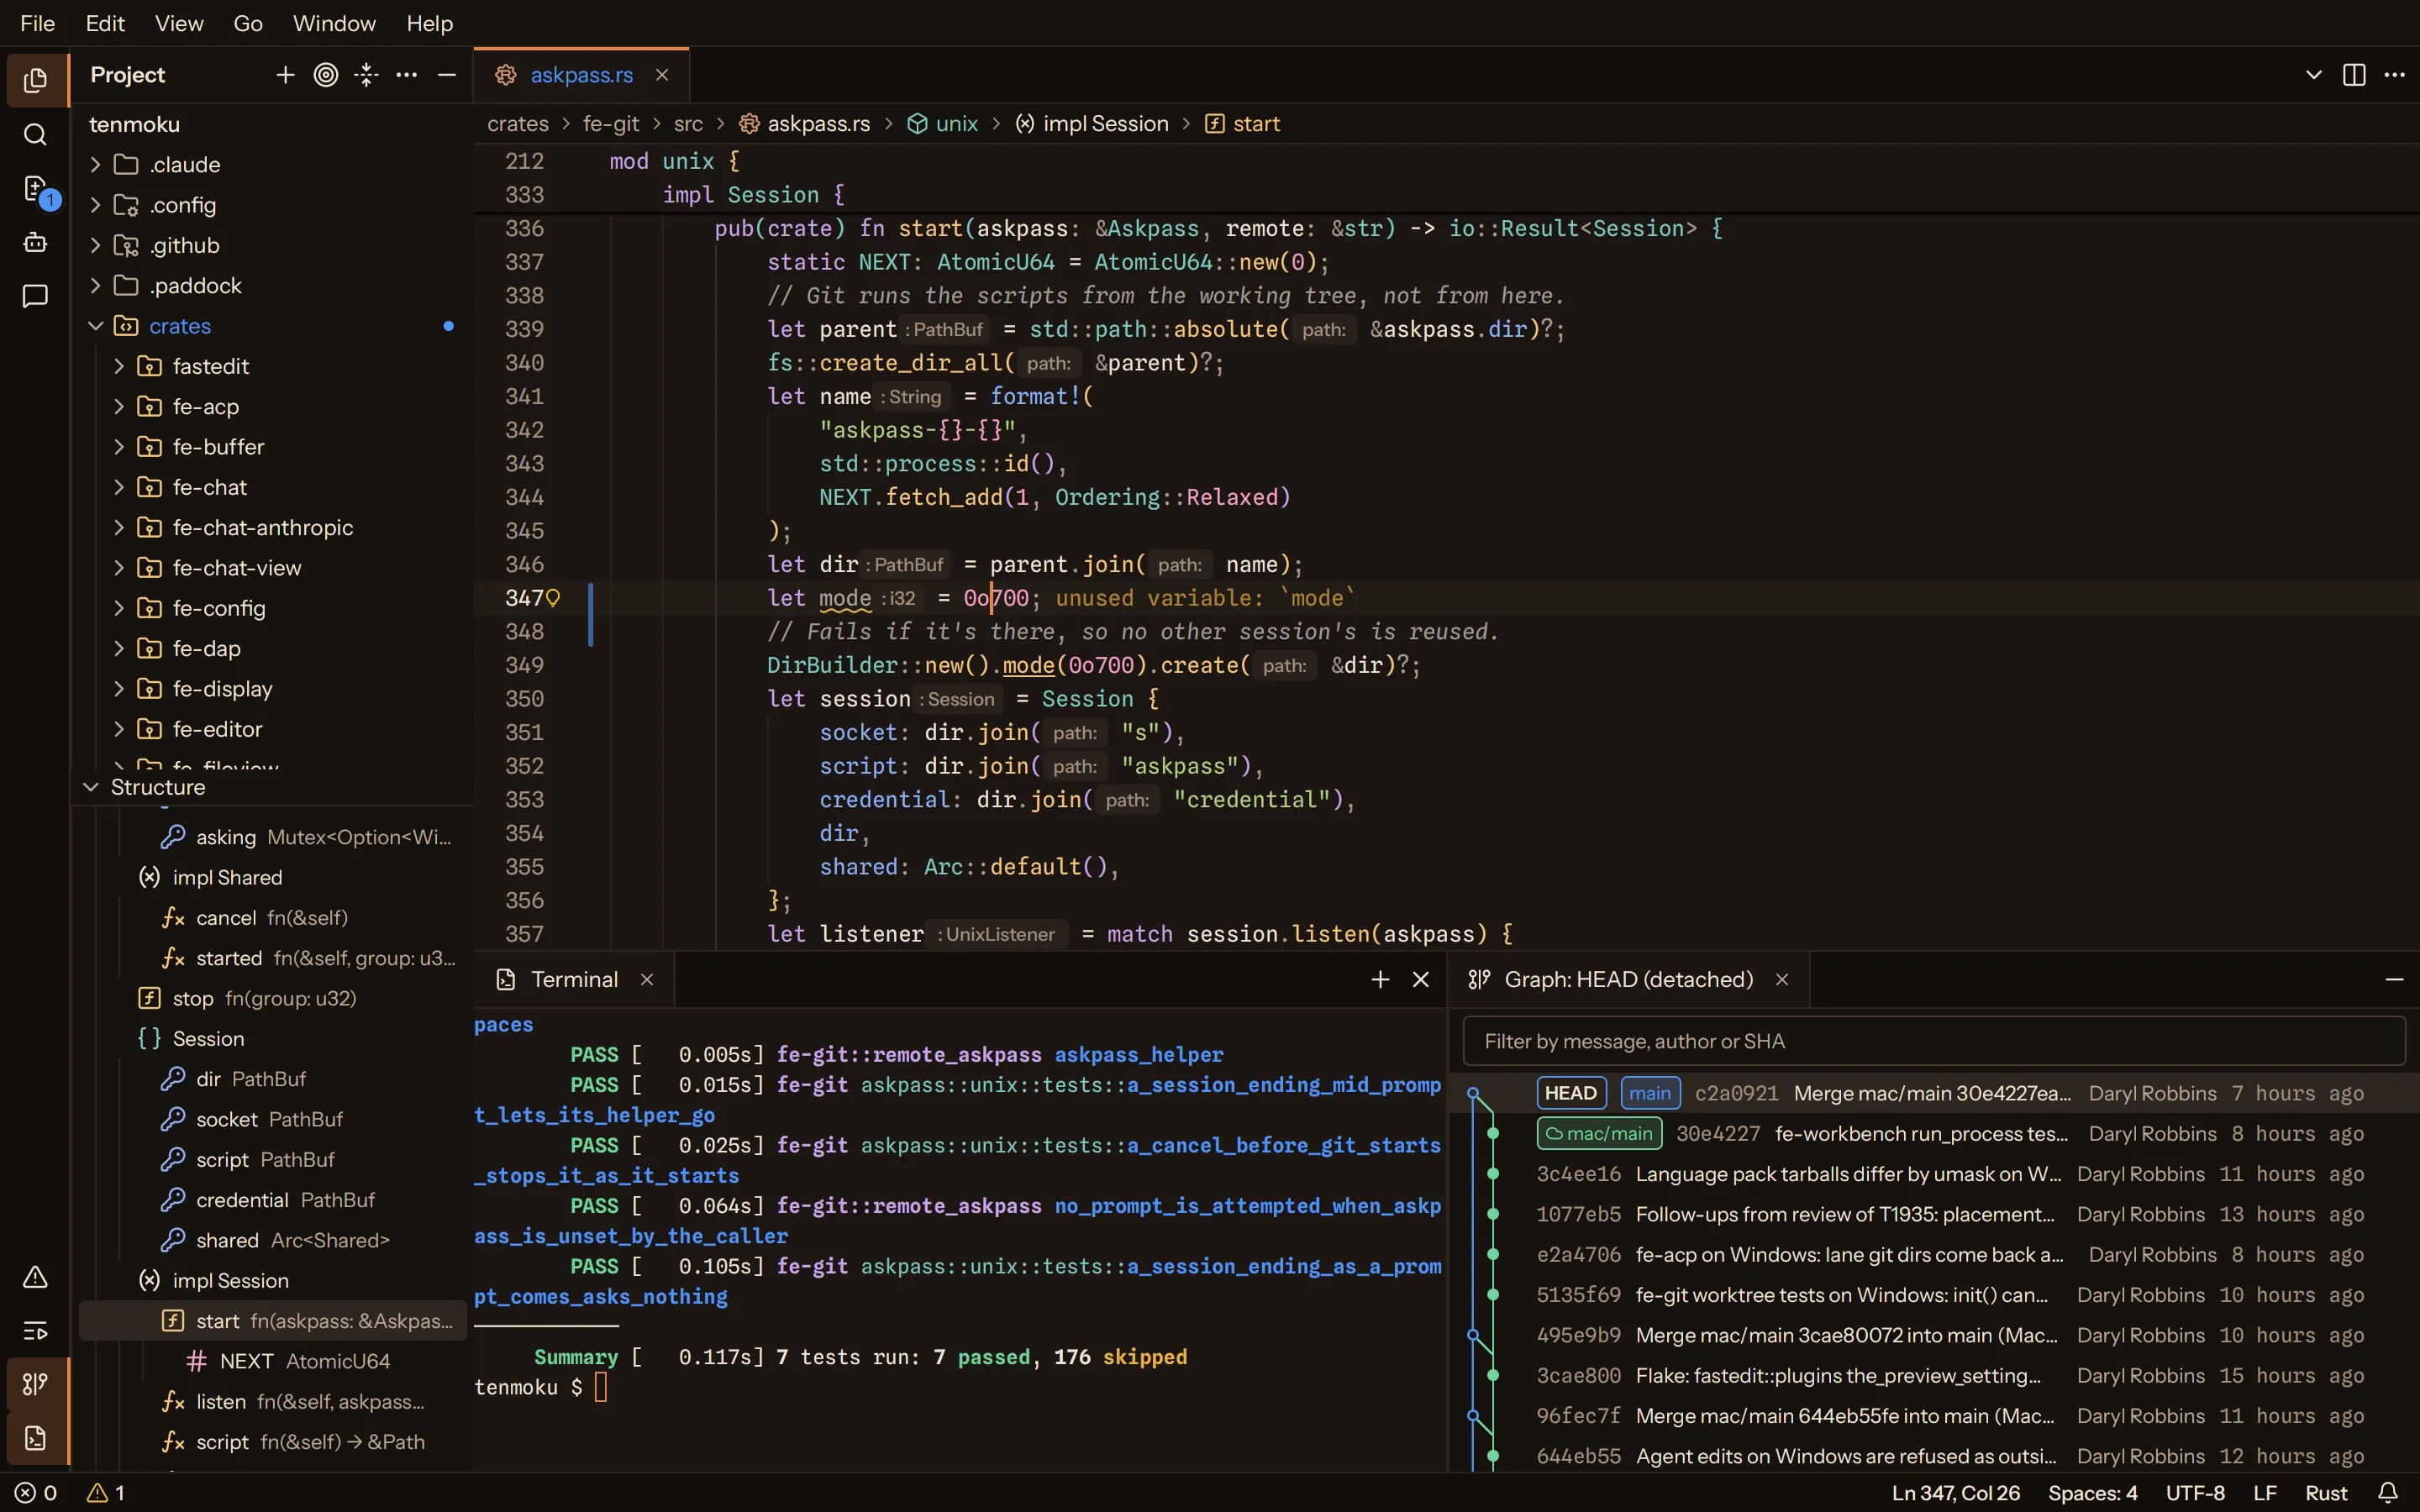 File Edit View Go Window Help
Project
askpass.rs
tenmoku
.claude
.config
.github
.paddock
crates
fastedit
fe-acp
fe-buffer
fe-chat
fe-chat-anthropic
fe-chat-view
fe-config
fe-dap
fe-display
fe-editor
fe-fileview
1
Structure
asking Mutex<Option<Wi...
impl Shared
cancel fn(&self)
started fn(&self, group: u3...
stop fn(group: u32)
Session
dir PathBuf
socket PathBuf
script PathBuf
credential PathBuf
shared Arc<Shared>
impl Session
start fn(askpass: &Askpas...
NEXT AtomicU64
listen fn(&self, askpass...
script fn(&self) → &Path
crates > fe-git > src > askpass.rs > unix > impl Session > start
212 mod unix {
333 impl Session {
336 pub(crate) fn start(askpass: &Askpass, remote: &str) -> io::Result<Session> {
337 static NEXT: AtomicU64 = AtomicU64::new(0);
338 // Git runs the scripts from the working tree, not from here.
339 let parent : PathBuf = std::path::absolute( path: &askpass.dir)?;
340 fs::create_dir_all( path: &parent)?;
341 let name : String = format!(
342 "askpass-{}-{}",
343 std::process::id(),
344 NEXT.fetch_add(1, Ordering::Relaxed)
345 );
346 let dir : PathBuf = parent.join( path: name);
347 let mode : i32 = 0o700; unused variable: `mode`
348 // Fails if it's there, so no other session's is reused.
349 DirBuilder::new().mode(0o700).create( path: &dir)?;
350 let session : Session = Session {
351 socket: dir.join( path: "s"),
352 script: dir.join( path: "askpass"),
353 credential: dir.join( path: "credential"),
354 dir,
355 shared: Arc::default(),
356 };
357 let listener : UnixListener = match session.listen(askpass) {
Terminal
paces
PASS [ 0.005s] fe-git::remote_askpass askpass_helper
PASS [ 0.015s] fe-git askpass::unix::tests::a_session_ending_mid_promp
t_lets_its_helper_go
PASS [ 0.025s] fe-git askpass::unix::tests::a_cancel_before_git_starts
_stops_it_as_it_starts
PASS [ 0.064s] fe-git::remote_askpass no_prompt_is_attempted_when_askp
ass_is_unset_by_the_caller
PASS [ 0.105s] fe-git askpass::unix::tests::a_session_ending_as_a_prom
pt_comes_asks_nothing
Summary [ 0.117s] 7 tests run: 7 passed, 176 skipped
tenmoku $
Graph: HEAD (detached)
Filter by message, author or SHA
HEAD main c2a0921 Merge mac/main 30e4227ea... Daryl Robbins 7 hours ago
mac/main 30e4227 fe-workbench run_process tes... Daryl Robbins 8 hours ago
3c4ee16 Language pack tarballs differ by umask on W... Daryl Robbins 11 hours ago
1077eb5 Follow-ups from review of T1935: placement... Daryl Robbins 13 hours ago
e2a4706 fe-acp on Windows: lane git dirs come back a... Daryl Robbins 8 hours ago
5135f69 fe-git worktree tests on Windows: init() can... Daryl Robbins 10 hours ago
495e9b9 Merge mac/main 3cae80072 into main (Mac... Daryl Robbins 10 hours ago
3cae800 Flake: fastedit::plugins the_preview_setting... Daryl Robbins 15 hours ago
96fec7f Merge mac/main 644eb55fe into main (Mac... Daryl Robbins 11 hours ago
644eb55 Agent edits on Windows are refused as outsi... Daryl Robbins 12 hours ago
0 1 Ln 347, Col 26 Spaces: 4 UTF-8 LF Rust